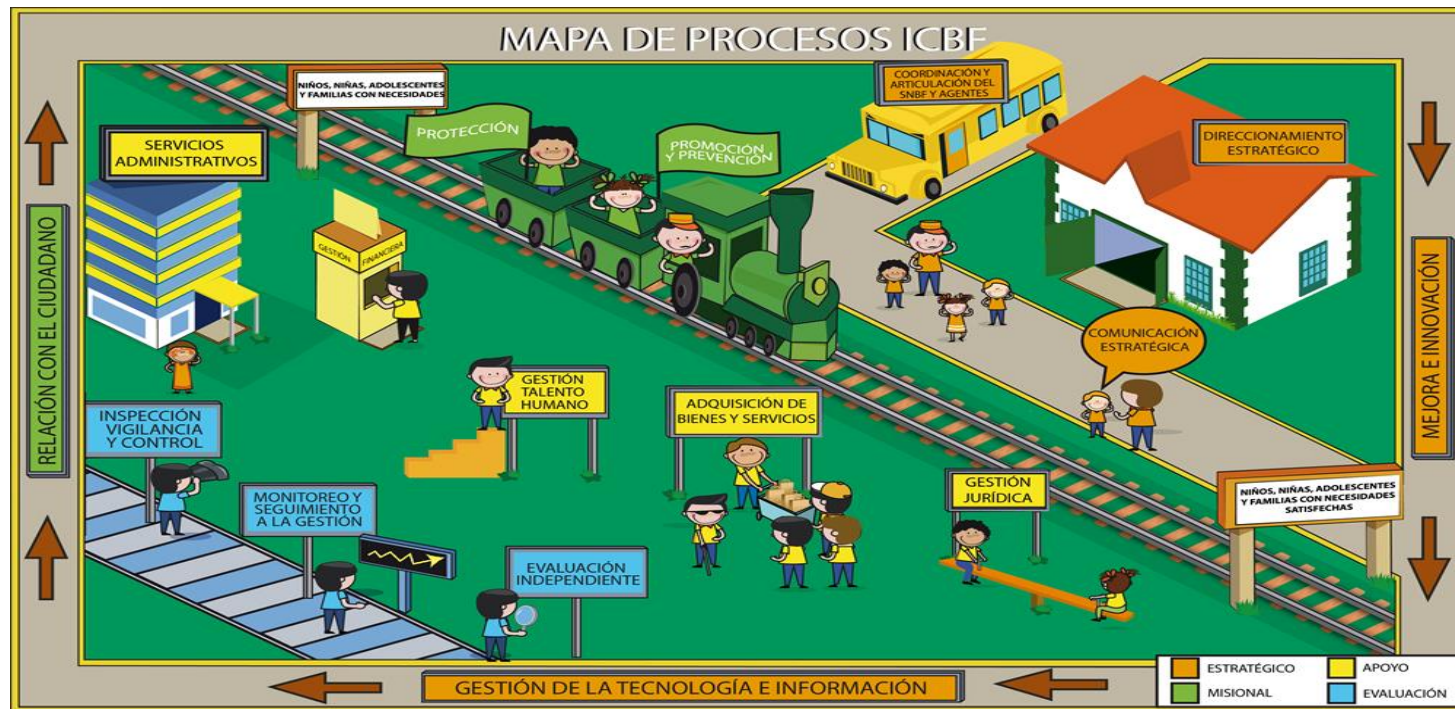 MAPA DE PROCESOS ICBF
NIÑOS, NIÑAS, ADOLESCENTES
Y FAMILIAS CON NECESIDADES
COORDINACIÓN Y
ARTICULACIÓN DEL
SNBF Y AGENTES
SERVICIOS
ADMINISTRATIVOS
PROTECCIÓN
PROMOCIÓN
Y PREVENCIÓN
DIRECCIONAMIENTO
ESTRATÉGICO
GESTIÓN
FINANCIERA
RELACIÓN CON EL CIUDADANO
MEJORA E INNOVACIÓN
COMUNICACIÓN
ESTRATÉGICA
GESTIÓN
TALENTO
HUMANO
ADQUISICIÓN DE
BIENES Y SERVICIOS
INSPECCIÓN
VIGILANCIA
Y CONTROL
MONITOREO Y
SEGUIMIENTO
A LA GESTIÓN
GESTIÓN
JURÍDICA
NIÑOS, NIÑAS, ADOLESCENTES
Y FAMILIAS CON NECESIDADES
SATISFECHAS
EVALUACIÓN
INDEPENDIENTE
GESTIÓN DE LA TECNOLOGÍA E INFORMACIÓN
ESTRATÉGICO
APOYO
MISIONAL
EVALUACIÓN